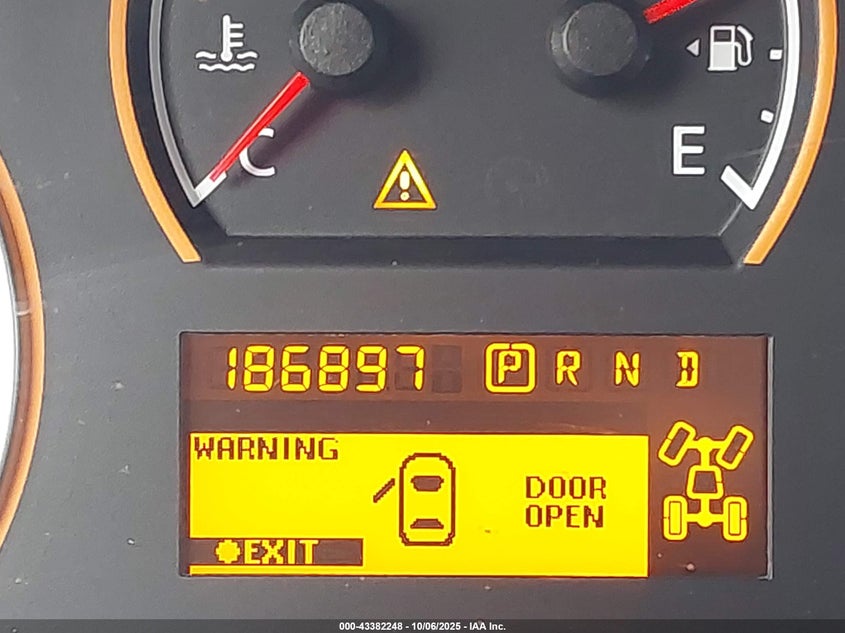 C
E
186897 P R N D
WARNING
DOOR
OPEN
EXIT
000-43382248 - 10/06/2025 - IAA Inc.